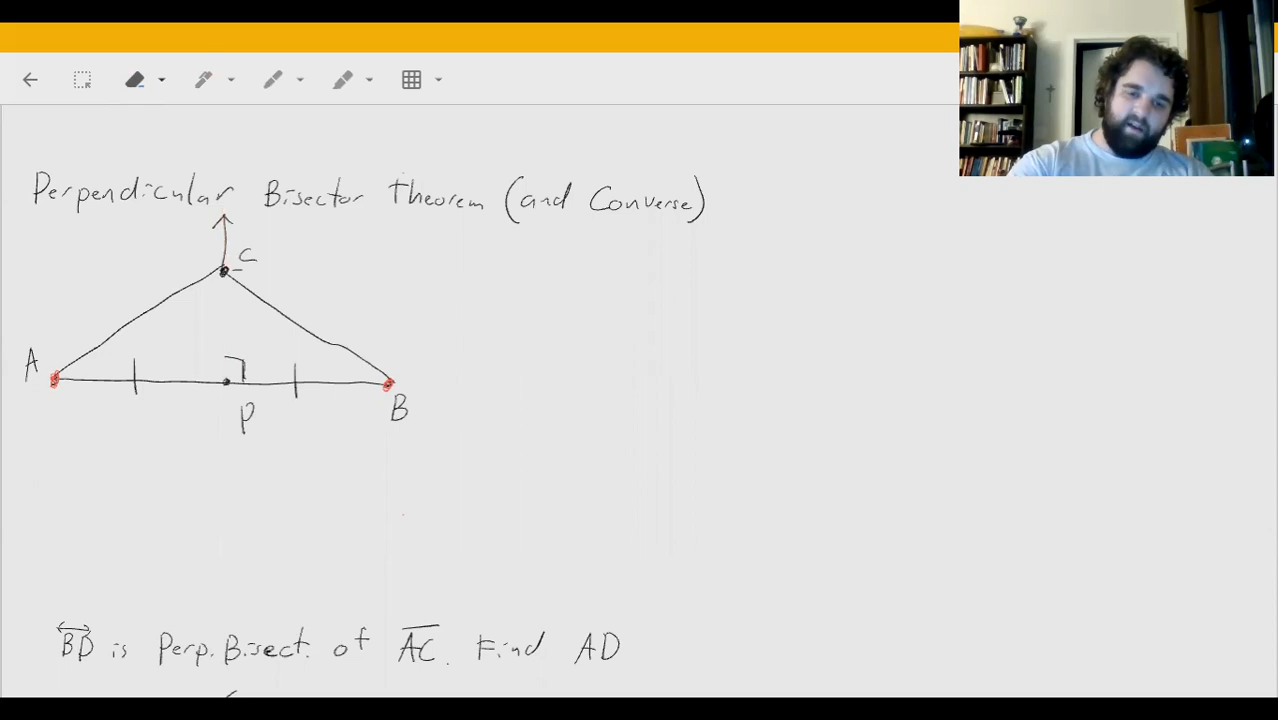 Perpendicular Bisector Theorem (and Converse)
C
A
P
B
BD is Perp. Bisect. of AC. Find AD